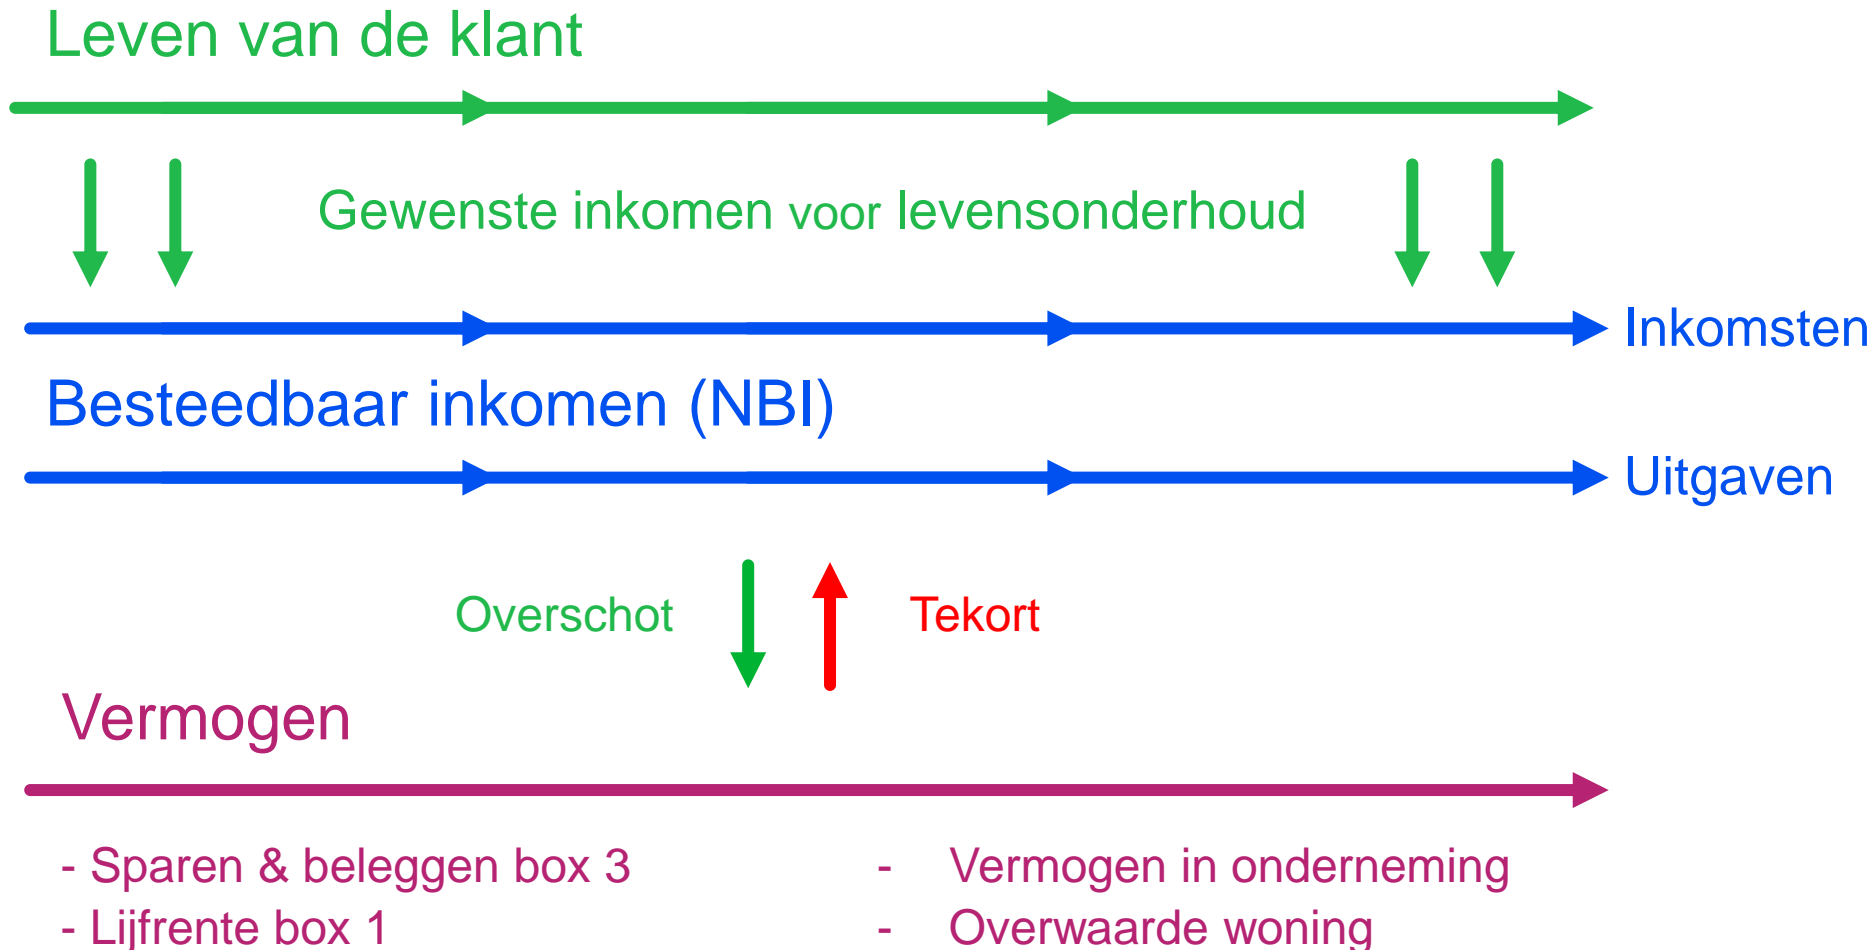 Leven van de klant
Gewenste inkomen voor levensonderhoud
Inkomsten
Besteedbaar inkomen (NBI)
Uitgaven
Overschot
Tekort
Vermogen
- Sparen & beleggen box 3
- Vermogen in onderneming
- Lijfrente box 1
- Overwaarde woning